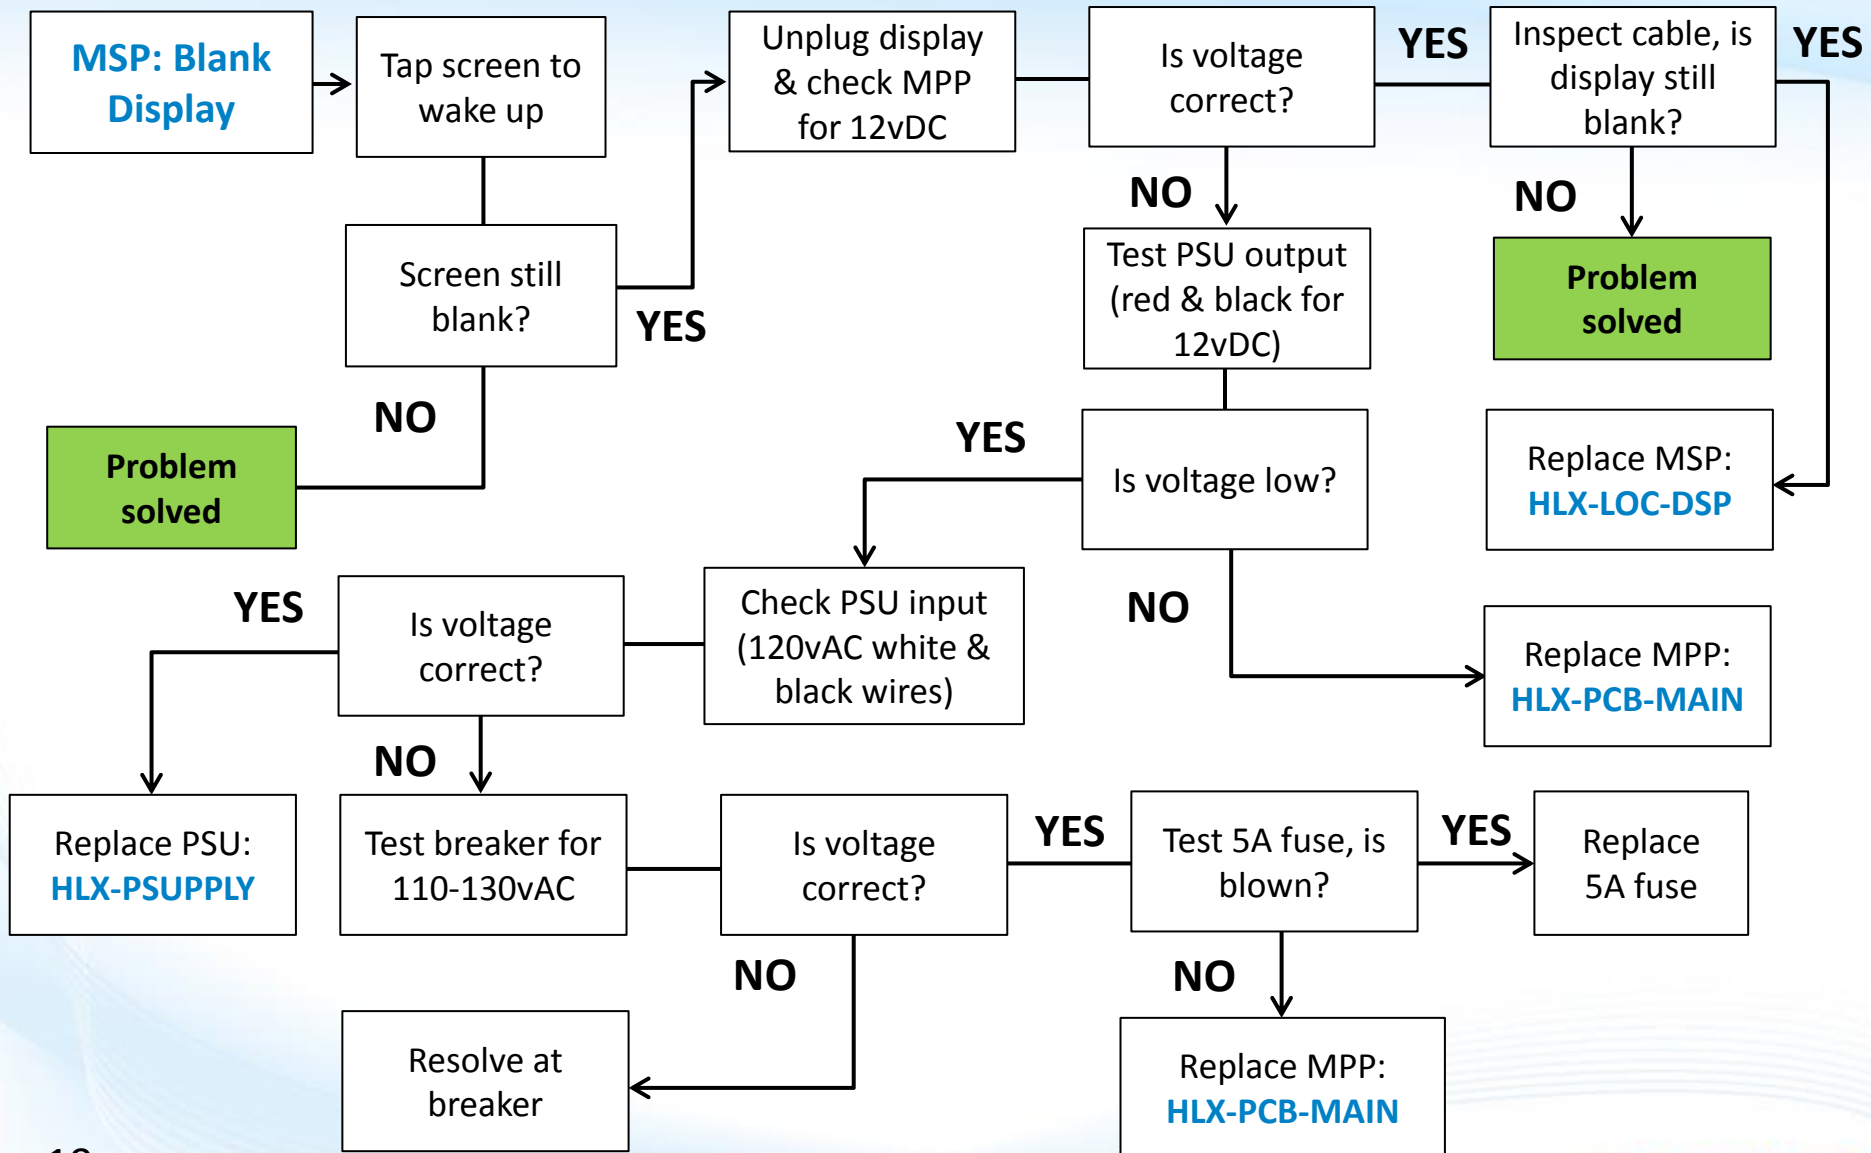 MSP: Blank
Display
Tap screen to
wake up
Unplug display
& check MPP
for 12vDC
Is voltage
correct?
YES
Inspect cable, is
display still
blank?
YES
NO
NO
Screen still
blank?
YES
Test PSU output
(red & black for
12vDC)
Problem
solved
NO
YES
Problem
solved
Is voltage low?
Replace MSP:
HLX-LOC-DSP
YES
Is voltage
correct?
Check PSU input
(120vAC white &
black wires)
NO
Replace MPP:
HLX-PCB-MAIN
NO
Replace PSU:
HLX-PSUPPLY
Test breaker for
110-130vAC
Is voltage
correct?
YES
Test 5A fuse, is
blown?
YES
Replace
5A fuse
NO
NO
Resolve at
breaker
Replace MPP:
HLX-PCB-MAIN